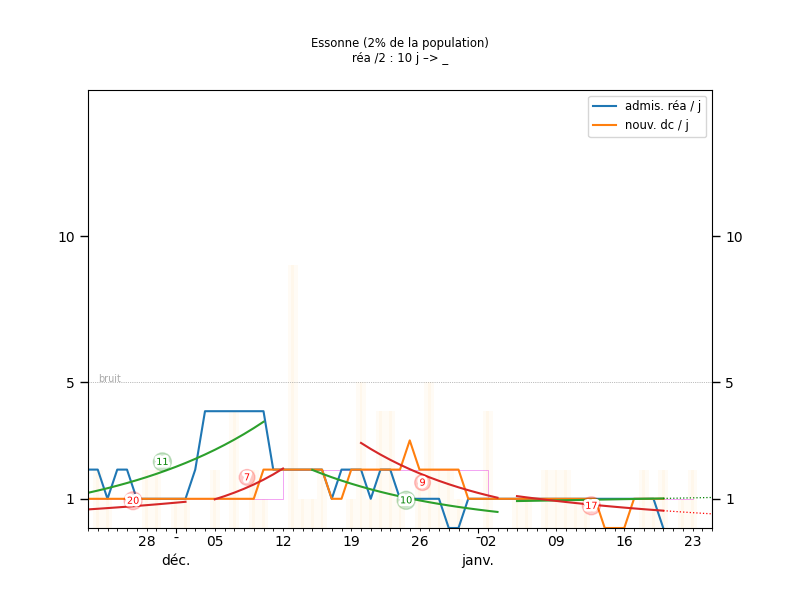 Essonne (2% de la population)
réa /2 : 10 j –> _
admis. réa / j
nouv. dc / j
10 10
bruit
5 5
11
7
9
20
10
17
1 1
28 - 05 12 19 26 -02 09 16 23
déc. janv.